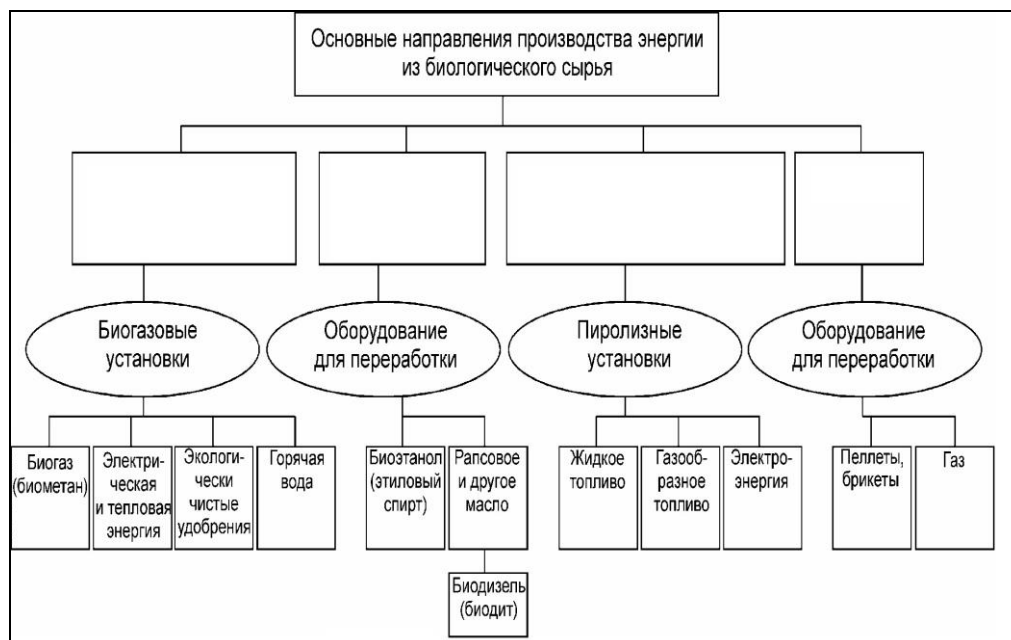 Основные направления производства энергии
из биологического сырья
Биогазовые
установки
Оборудование
для переработки
Пиролизные
установки
Оборудование
для переработки
Биогаз
(биометан)
Электри-
ческая
и тепловая
энергия
Экологи-
чески
чистые
удобрения
Горячая
вода
Биоэтанол
(этиловый
спирт)
Рапсовое
и другое
масло
Жидкое
топливо
Газооб-
разное
топливо
Электро-
энергия
Пеллеты,
брикеты
Газ
Биодизель
(биодит)